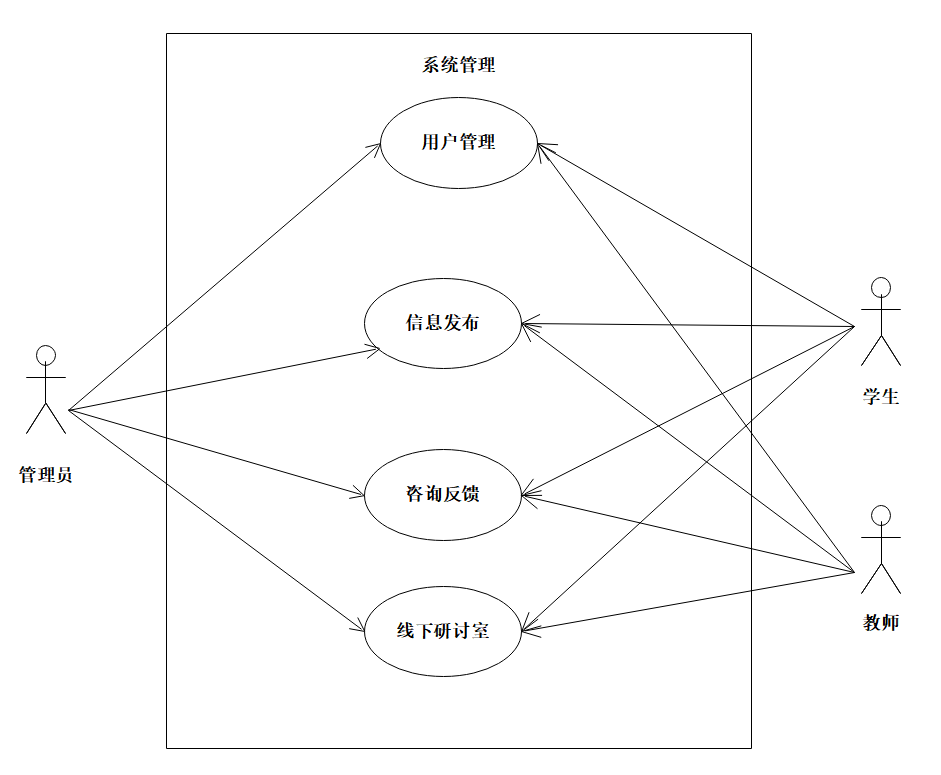 系统管理
用户管理
信息发布
学生
管理员
咨询反馈
教师
线下研讨室